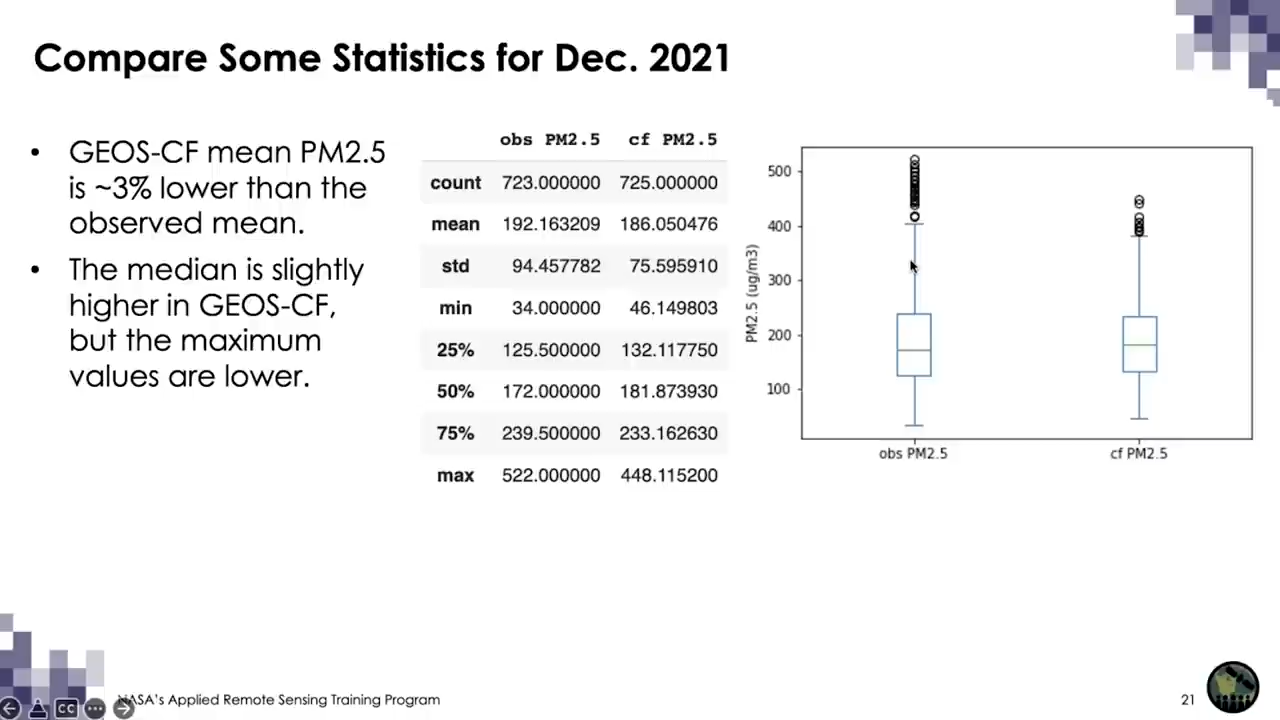 Compare Some Statistics for Dec. 2021
• GEOS-CF mean PM2.5
is ~3% lower than the
observed mean.
• The median is slightly
higher in GEOS-CF,
but the maximum
values are lower.
obs PM2.5 cf PM2.5
count 723.000000 725.000000
mean 192.163209 186.050476
std 94.457782 75.595910
min 34.000000 46.149803
25% 125.500000 132.117750
50% 172.000000 181.873930
75% 239.500000 233.162630
max 522.000000 448.115200
PM2.5 (ug/m3)
500
400
300
200
100
obs PM2.5 cf PM2.5
CC
NASA's Applied Remote Sensing Training Program
21